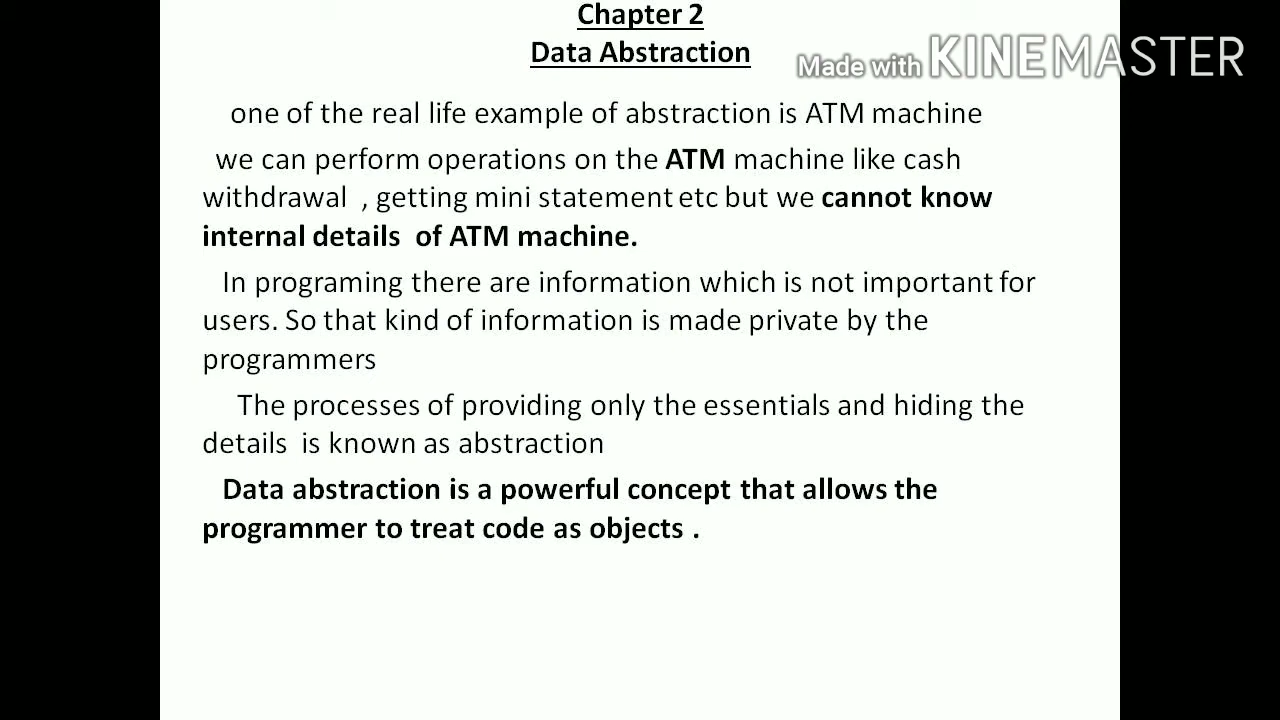 Chapter 2
Data Abstraction
Made with KINEMASTER
one of the real life example of abstraction is ATM machine
we can perform operations on the ATM machine like cash
withdrawal , getting mini statement etc but we cannot know
internal details of ATM machine.
In programing there are information which is not important for
users. So that kind of information is made private by the
programmers
The processes of providing only the essentials and hiding the
details is known as abstraction
Data abstraction is a powerful concept that allows the
programmer to treat code as objects .